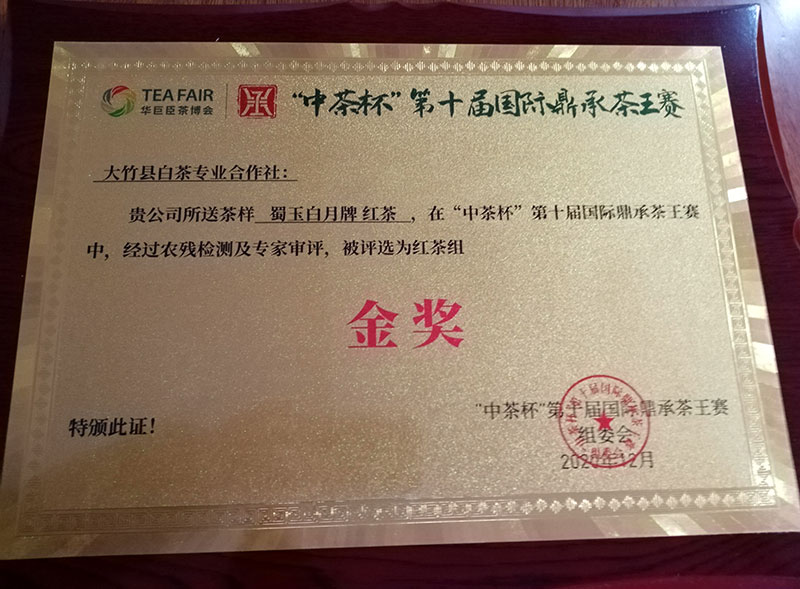 TEA FAIR
华巨臣茶博会
“中茶杯”第十届国际鼎承茶王赛
大竹县白茶专业合作社：
贵公司所送茶样 蜀玉白月牌 红茶 ，在“中茶杯”第十届国际鼎承茶王赛
中，经过农残检测及专家审评，被评选为红茶组
金奖
特颁此证！
"中茶杯"第十届国际鼎承茶王赛
组委会
2020年12月